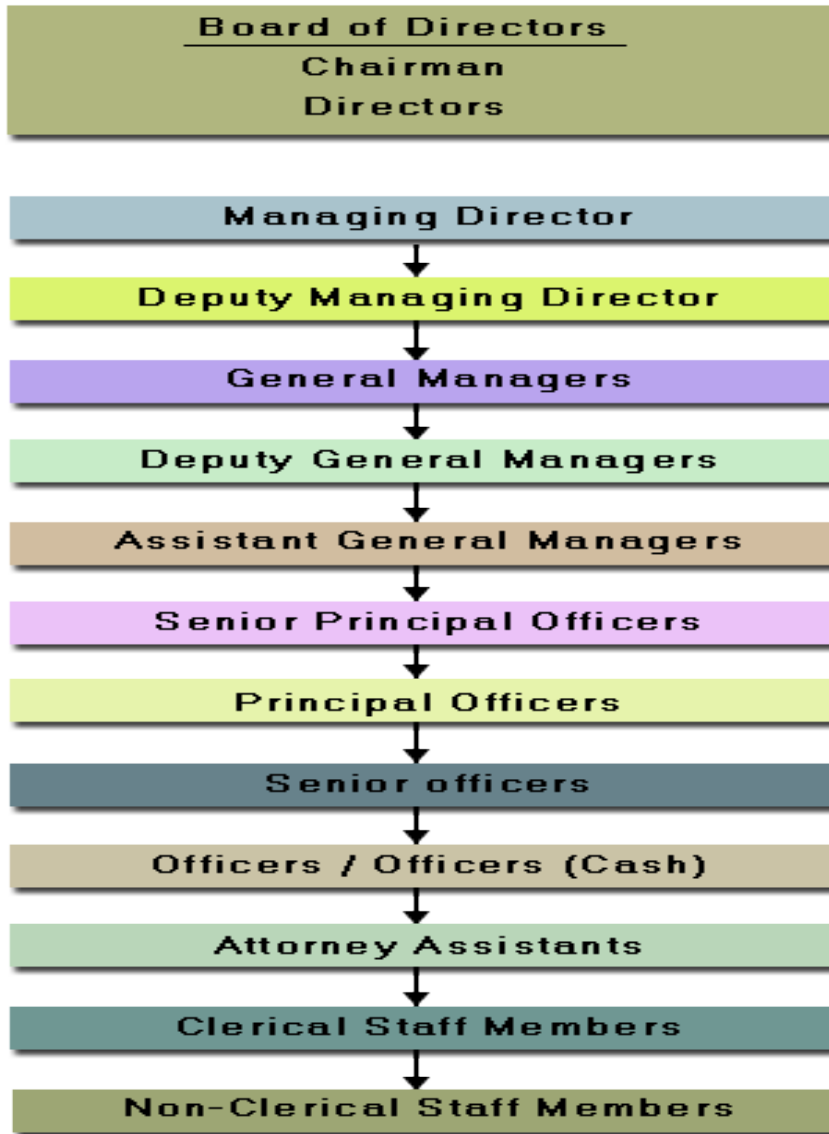 Board of Directors
Chairman
Directors
Managing Director
Deputy Managing Director
General Managers
Deputy General Managers
Assistant General Managers
Senior Principal Officers
Principal Officers
Senior officers
Officers / Officers (Cash)
Attorney Assistants
Clerical Staff Members
Non-Clerical Staff Members